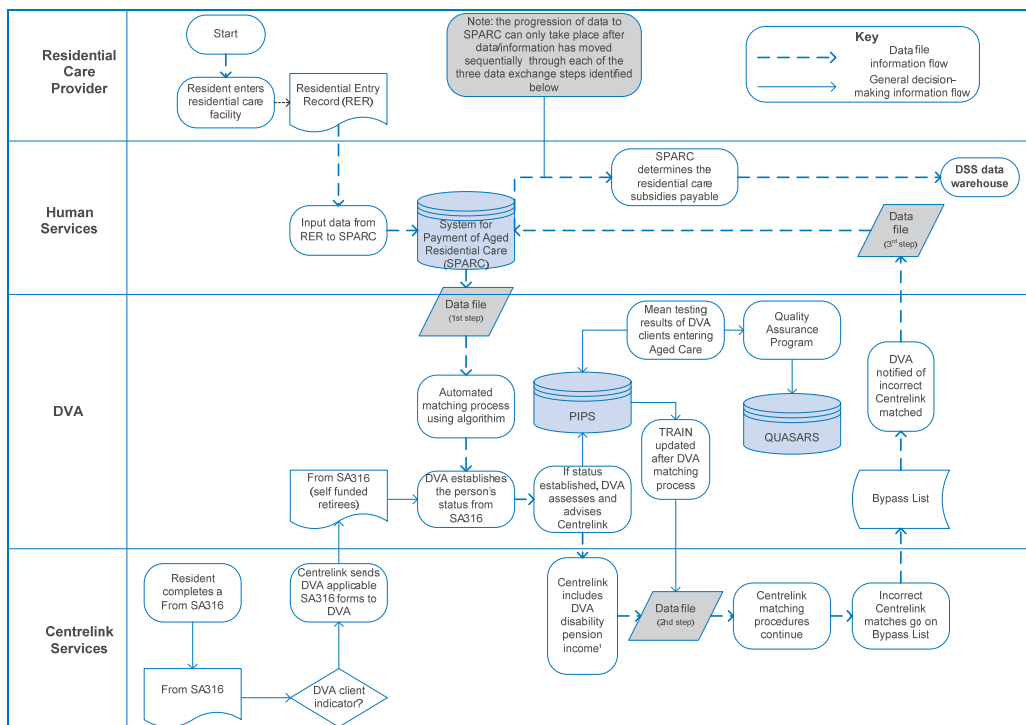 Residential
Care
Provider
Start
Resident enters
residential care
facility
Residential Entry
Record (RER)
Note: the progression of data to
SPARC can only take place after
data/information has moved
sequentially through each of the
three data exchange steps identified
below
Key
Data file
information flow
General decision-
making information flow
Human
Services
Input data from
RER to SPARC
System for
Payment of Aged
Residential Care
(SPARC)
SPARC
determines the
residential care
subsidies payable
DSS data
warehouse
Data
file
(3rd step)
DVA
Data file
(1st step)
Automated
matching process
using algorithim
From SA316
(self funded
retirees)
DVA establishes
the person's
status from
SA316
If status
established, DVA
assesses and
advises
Centrelink
PIPS
Mean testing
results of DVA
clients entering
Aged Care
Quality
Assurance
Program
QUASARS
TRAIN
updated
after DVA
matching
process
DVA
notified of
incorrect
Centrelink
matched
Bypass List
Centrelink
Services
Resident
completes a
From SA316
From SA316
DVA client
indicator?
Centrelink sends
DVA applicable
SA316 forms to
DVA
Centrelink
includes
DVA
disability
pension
income¹
Data file
(2nd step)
Centrelink
matching
procedures
continue
Incorrect
Centrelink
matches go on
Bypass List